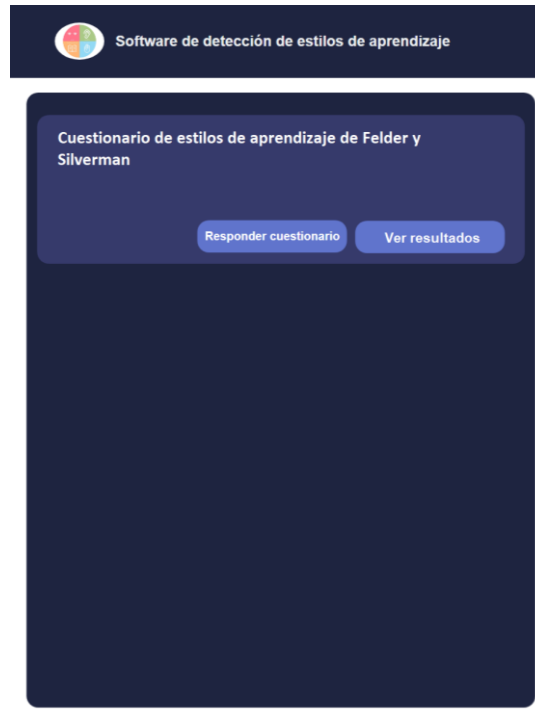 Software de detección de estilos de aprendizaje
Cuestionario de estilos de aprendizaje de Felder y
Silverman
Responder cuestionario
Ver resultados